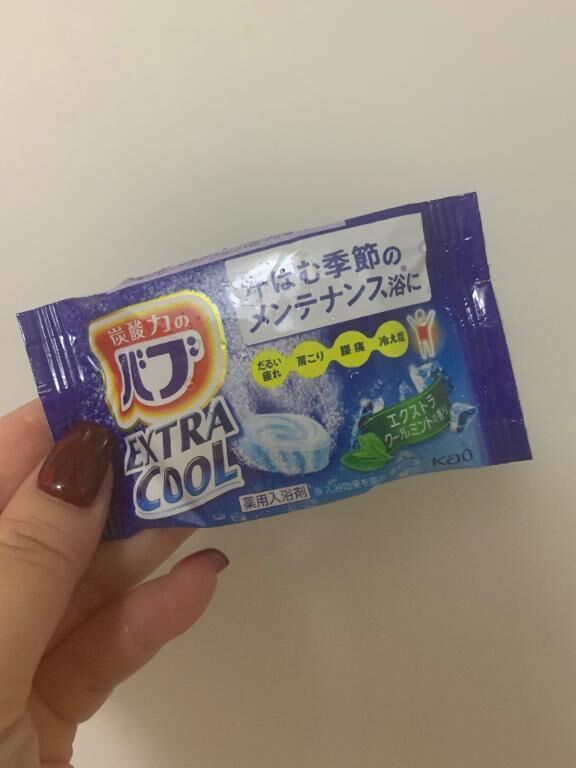 炭酸力の
バブ
EXTRA
COOL
汗ばむ季節の
メンテナンス浴に
※
だるい
疲れ
肩こり
腰痛
冷え症
エクストラ
クールミントの香り
薬用入浴剤
Kao